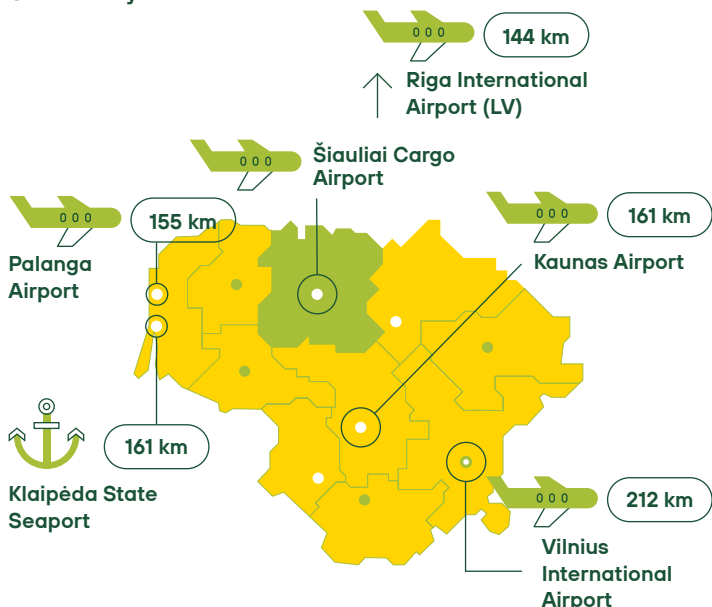 144 km
Riga International
Airport (LV)
Šiauliai Cargo
Airport
155 km
Palanga
Airport
161 km
Kaunas Airport
161 km
Klaipėda State
Seaport
212 km
Vilnius
International
Airport